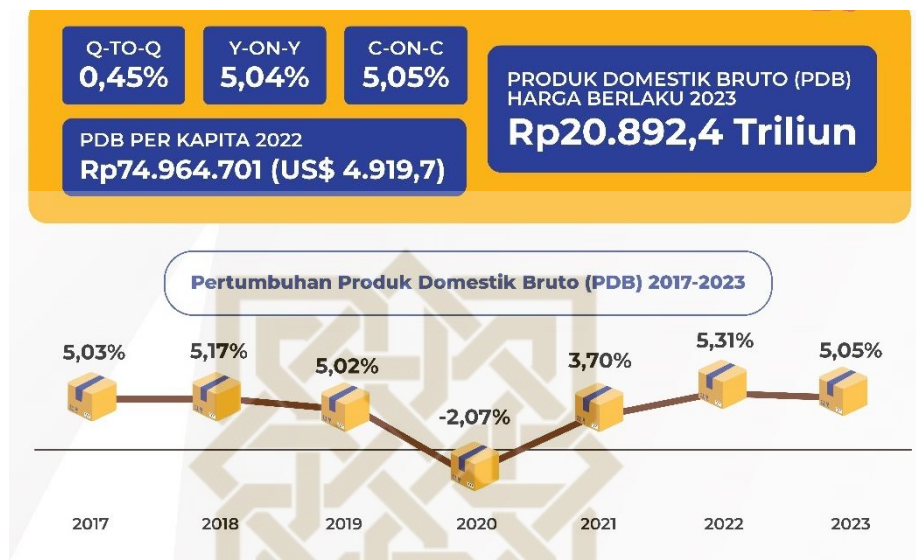 Q-TO-Q
0,45%
Y-ON-Y
5,04%
C-ON-C
5,05%
PRODUK DOMESTIK BRUTO (PDB)
HARGA BERLAKU 2023
Rp20.892,4 Triliun
PDB PER KAPITA 2022
Rp74.964.701 (US$ 4.919,7)
Pertumbuhan Produk Domestik Bruto (PDB) 2017-2023
5,03%
5,17%
5,02%
-2,07%
3,70%
5,31%
5,05%
2017
2018
2019
2020
2021
2022
2023